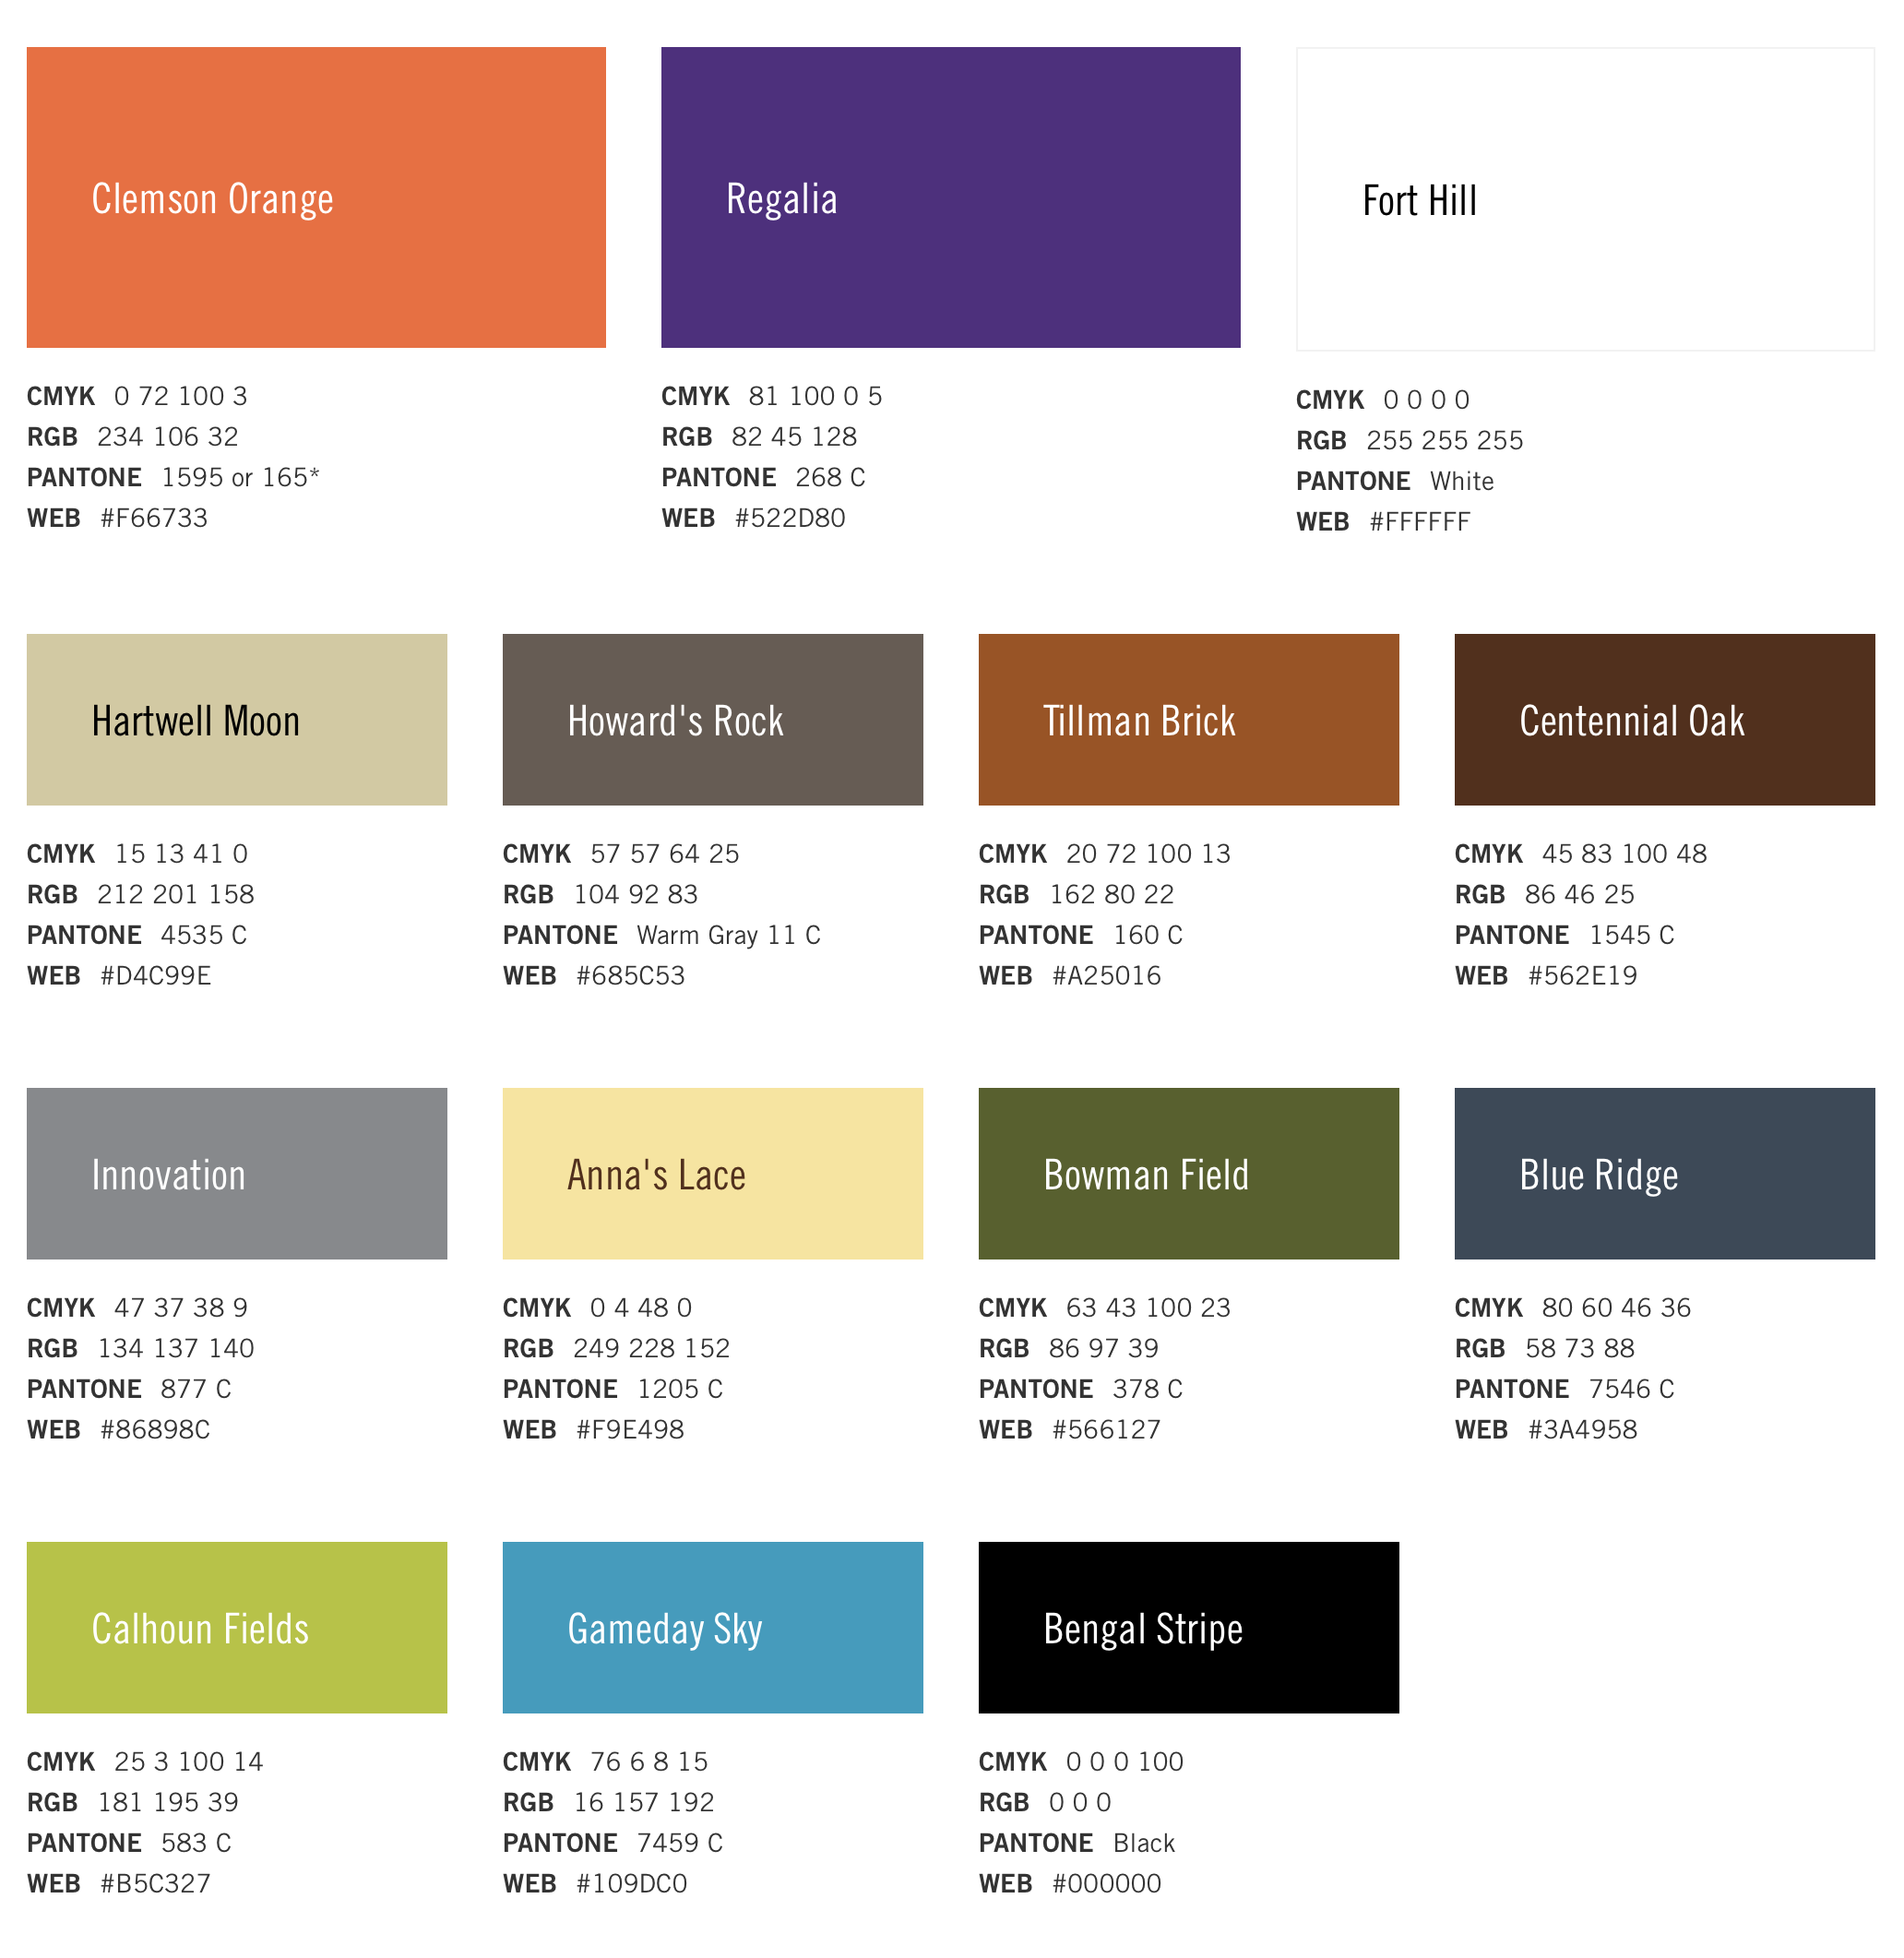 Clemson Orange
CMYK 0 72 100 3
RGB 234 106 32
PANTONE 1595 or 165*
WEB #F66733
Regalia
CMYK 81 100 0 5
RGB 82 45 128
PANTONE 268 C
WEB #522D80
Fort Hill
CMYK 0 0 0 0
RGB 255 255 255
PANTONE White
WEB #FFFFFF
Hartwell Moon
CMYK 15 13 41 0
RGB 212 201 158
PANTONE 4535 C
WEB #D4C99E
Howard's Rock
CMYK 57 57 64 25
RGB 104 92 83
PANTONE Warm Gray 11 C
WEB #685C53
Tillman Brick
CMYK 20 72 100 13
RGB 162 80 22
PANTONE 160 C
WEB #A25016
Centennial Oak
CMYK 45 83 100 48
RGB 86 46 25
PANTONE 1545 C
WEB #562E19
Innovation
CMYK 47 37 38 9
RGB 134 137 140
PANTONE 877 C
WEB #86898C
Anna's Lace
CMYK 0 4 48 0
RGB 249 228 152
PANTONE 1205 C
WEB #F9E498
Bowman Field
CMYK 63 43 100 23
RGB 86 97 39
PANTONE 378 C
WEB #566127
Blue Ridge
CMYK 80 60 46 36
RGB 58 73 88
PANTONE 7546 C
WEB #3A4958
Calhoun Fields
CMYK 25 3 100 14
RGB 181 195 39
PANTONE 583 C
WEB #B5C327
Gameday Sky
CMYK 76 6 8 15
RGB 16 157 192
PANTONE 7459 C
WEB #109DC0
Bengal Stripe
CMYK 0 0 0 100
RGB 0 0 0
PANTONE Black
WEB #000000